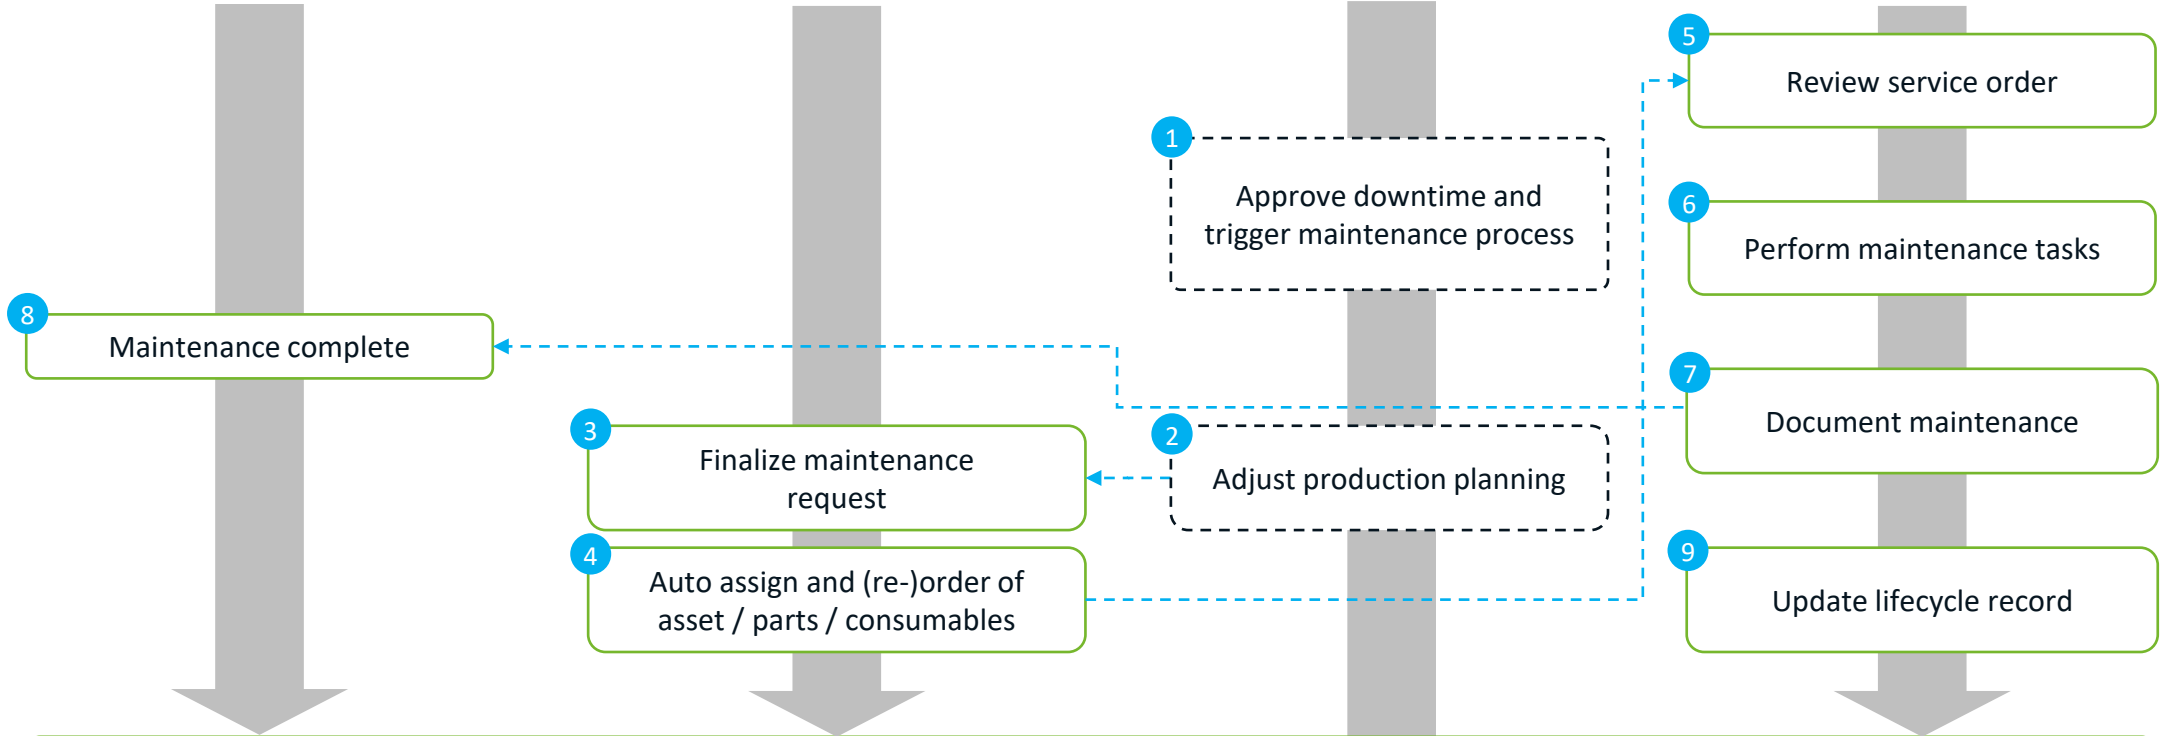 5
Review service order
1
Approve downtime and
trigger maintenance process
6
Perform maintenance tasks
8
Maintenance complete
7
Document maintenance
3
Finalize maintenance
request
2
Adjust production planning
4
Auto assign and (re-)order of
asset / parts / consumables
9
Update lifecycle record